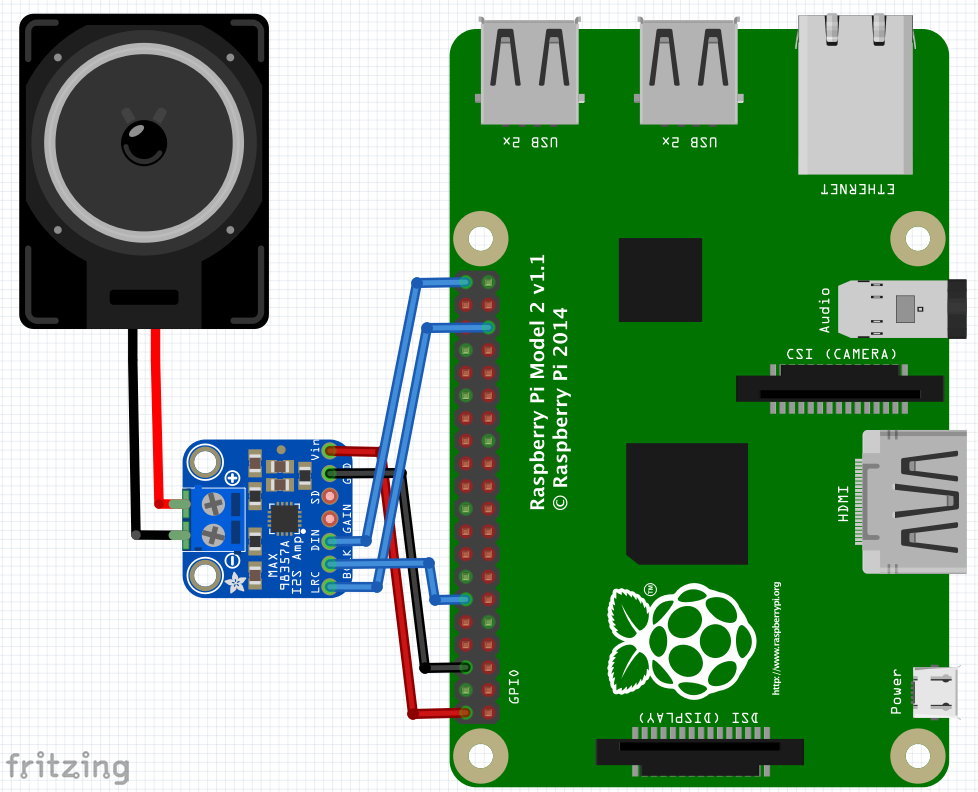 USB 2x
USB 2x
ETHERNET
Raspberry Pi Model 2 v1.1
© Raspberry Pi 2014
Audio
CSI (CAMERA)
HDMI
Vin
GND
SD
GAIN
DIN
BCLK
LRC
MAX
98357A
I2S Amp
TM
http://www.raspberrypi.org
GPIO
Power
DSI (DISPLAY)
fritzing